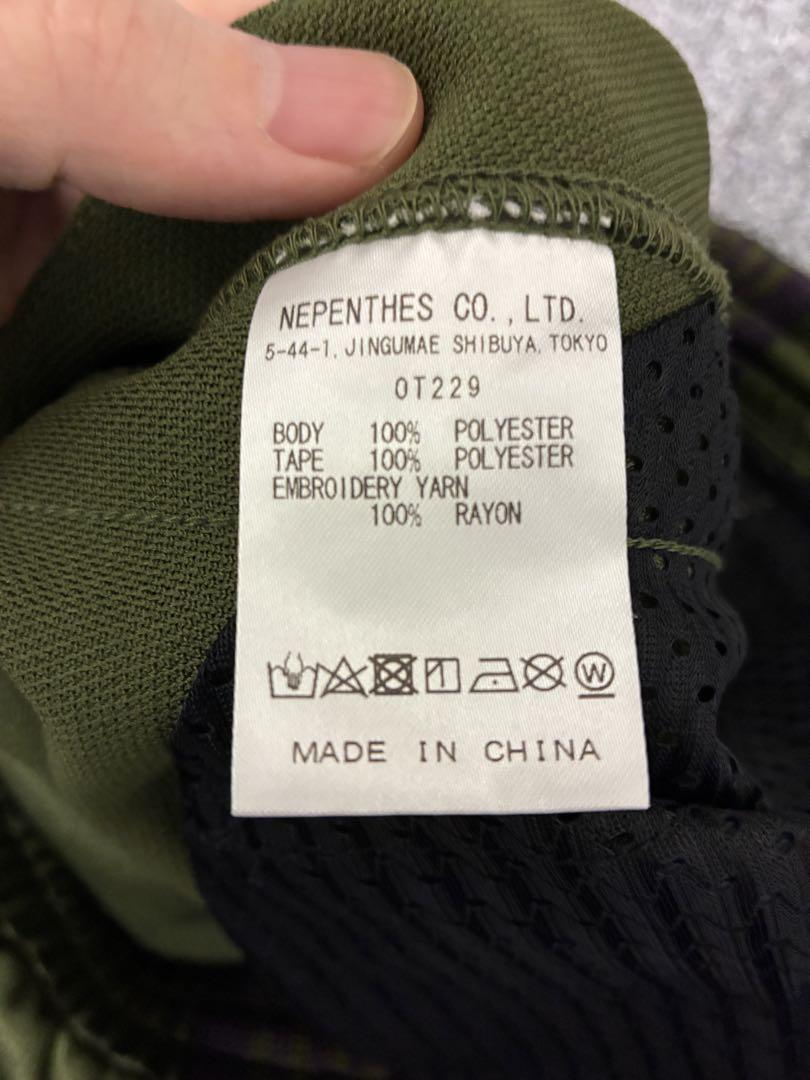 NEPENTHES CO.,LTD.
5-44-1, JINGUMAE SHIBUYA, TOKYO
OT229
BODY 100% POLYESTER
TAPE 100% POLYESTER
EMBROIDERY YARN
100% RAYON
W
MADE IN CHINA